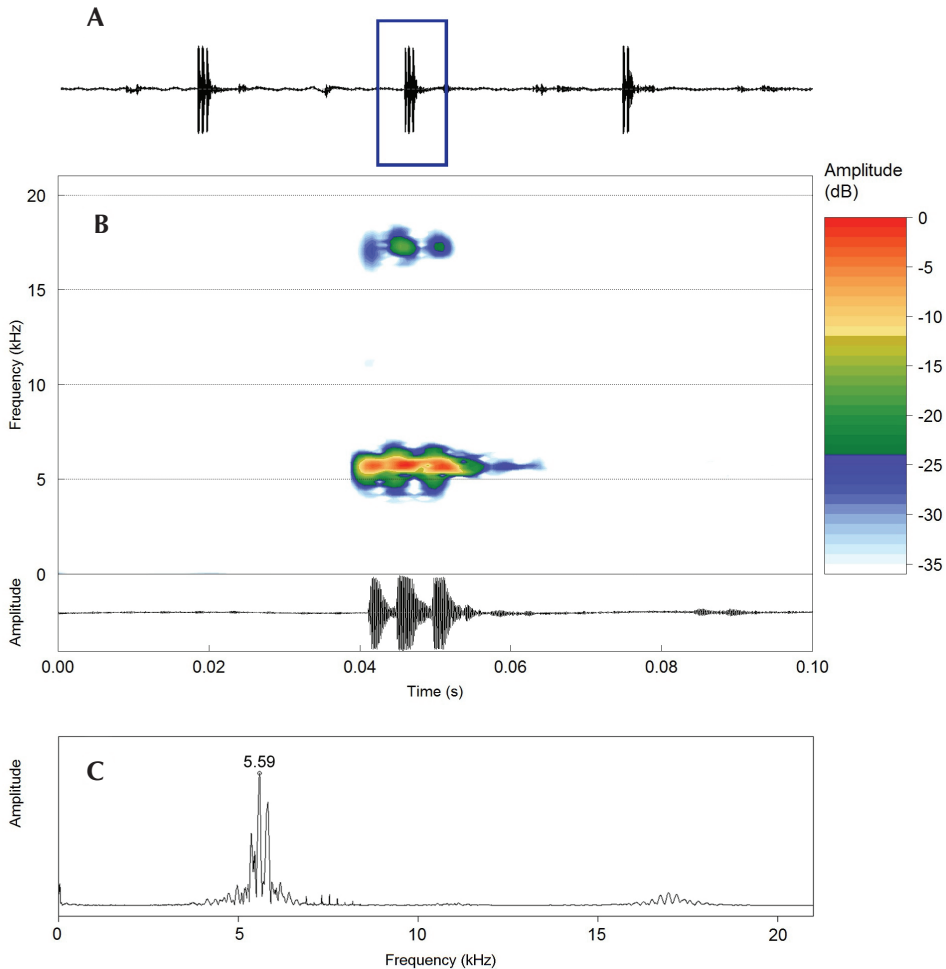 A
B
Amplitude
(dB)
0
-5
-10
-15
-20
-25
-30
-35
Frequency (kHz)
20
15
10
5
0
Amplitude
0.00 0.02 0.04 0.06 0.08 0.10
Time (s)
C
5.59
Amplitude
0 5 10 15 20
Frequency (kHz)